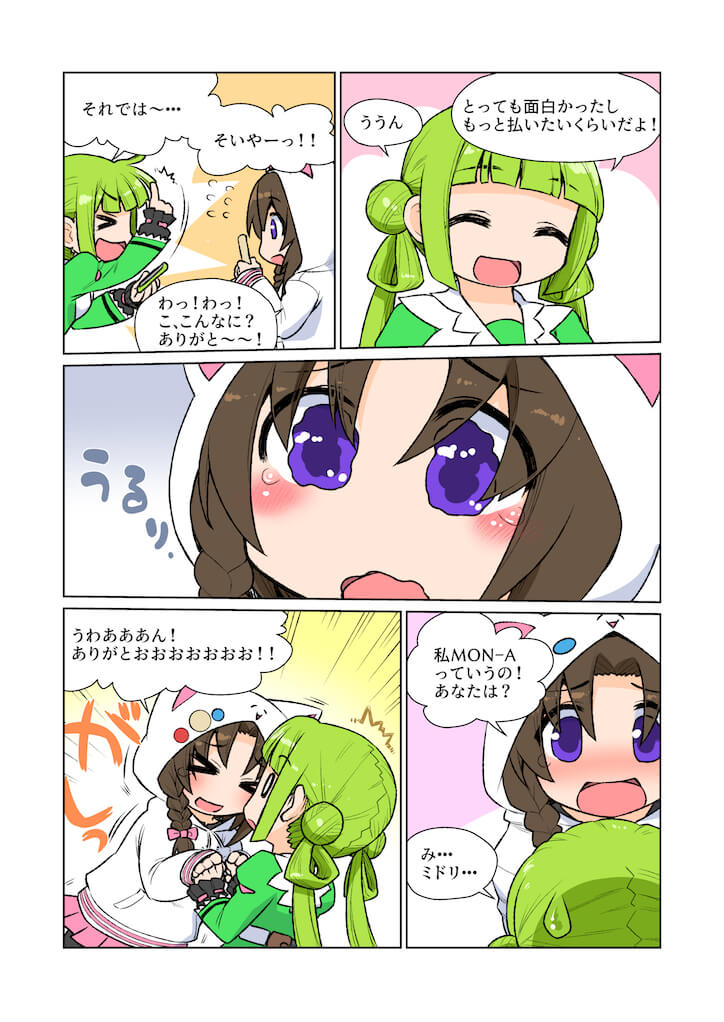 ううん
とっても面白かったし
もっと払いたいくらいだよ！
それでは～…
そいやーっ！！
わっ！わっ！
こ、こんなに？
ありがと～～！
うるっ
私MON-A
っていうの！
あなたは？
み…
ミドリ…
うわあああん！
ありがとおおおおおおお！！
がしっ